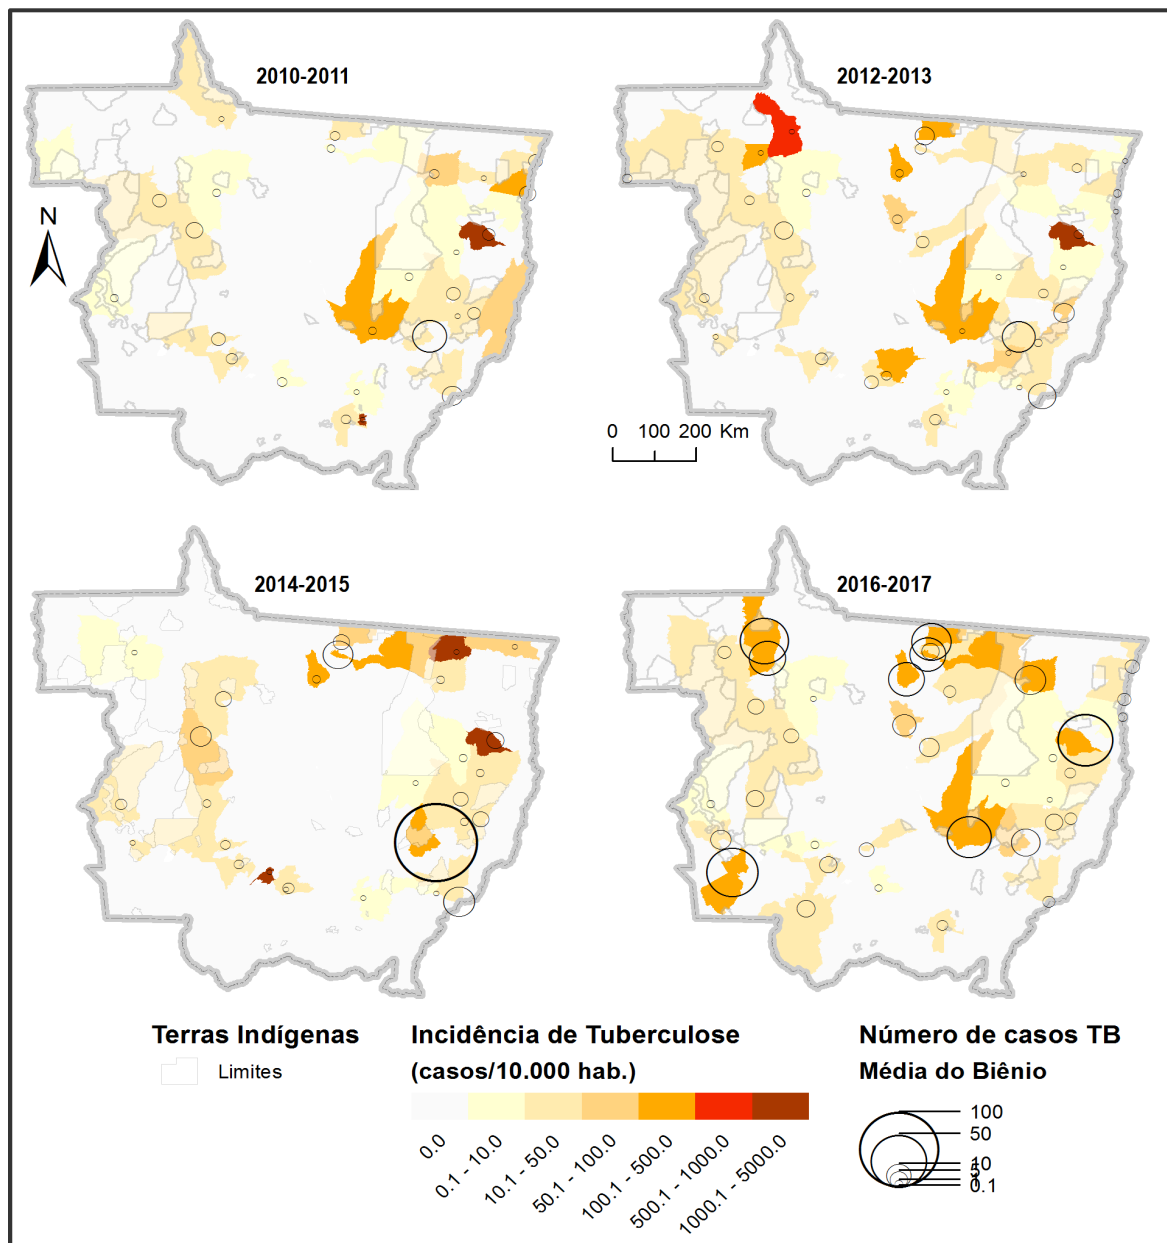 2010-2011
2012-2013
N
0 100 200 Km
2014-2015
2016-2017
Terras Indígenas
Limites
Incidência de Tuberculose
(casos/10.000 hab.)
0.0
0.1 - 10.0
10.1 - 50.0
50.1 - 100.0
100.1 - 500.0
500.1 - 1000.0
1000.1 - 5000.0
Número de casos TB
Média do Biênio
100
50
10
5
1
0.1